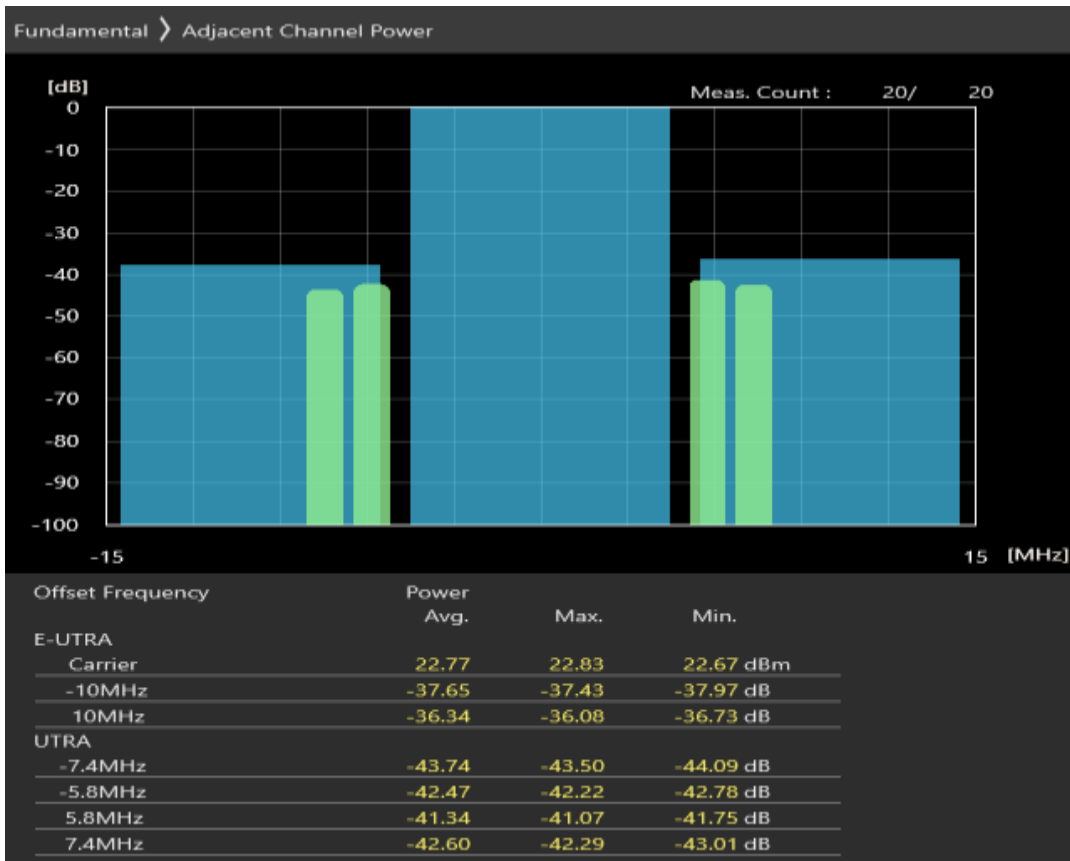 Fundamental ❯ Adjacent Channel Power
[dB]
Meas. Count : 20/ 20
0
-10
-20
-30
-40
-50
-60
-70
-80
-90
-100
-15 15 [MHz]
Offset Frequency Power
Avg. Max. Min.
E-UTRA
Carrier 22.77 22.83 22.67 dBm
-10MHz -37.65 -37.43 -37.97 dB
10MHz -36.34 -36.08 -36.73 dB
UTRA
-7.4MHz -43.74 -43.50 -44.09 dB
-5.8MHz -42.47 -42.22 -42.78 dB
5.8MHz -41.34 -41.07 -41.75 dB
7.4MHz -42.60 -42.29 -43.01 dB